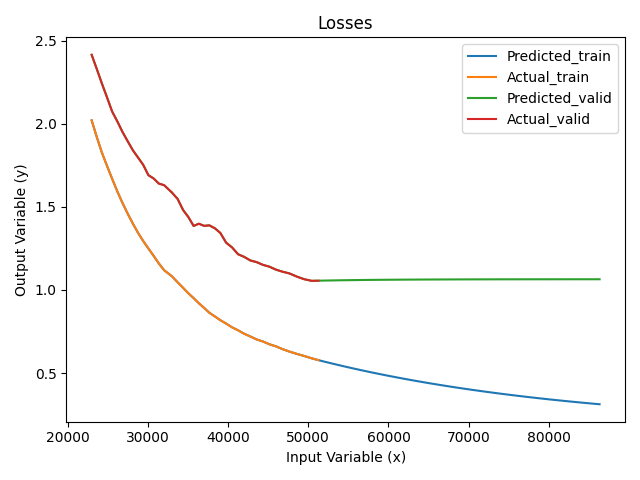 Losses
2.5
2.0
1.5
1.0
0.5
Output Variable (y)
Predicted_train
Actual_train
Predicted_valid
Actual_valid
20000 30000 40000 50000 60000 70000 80000
Input Variable (x)